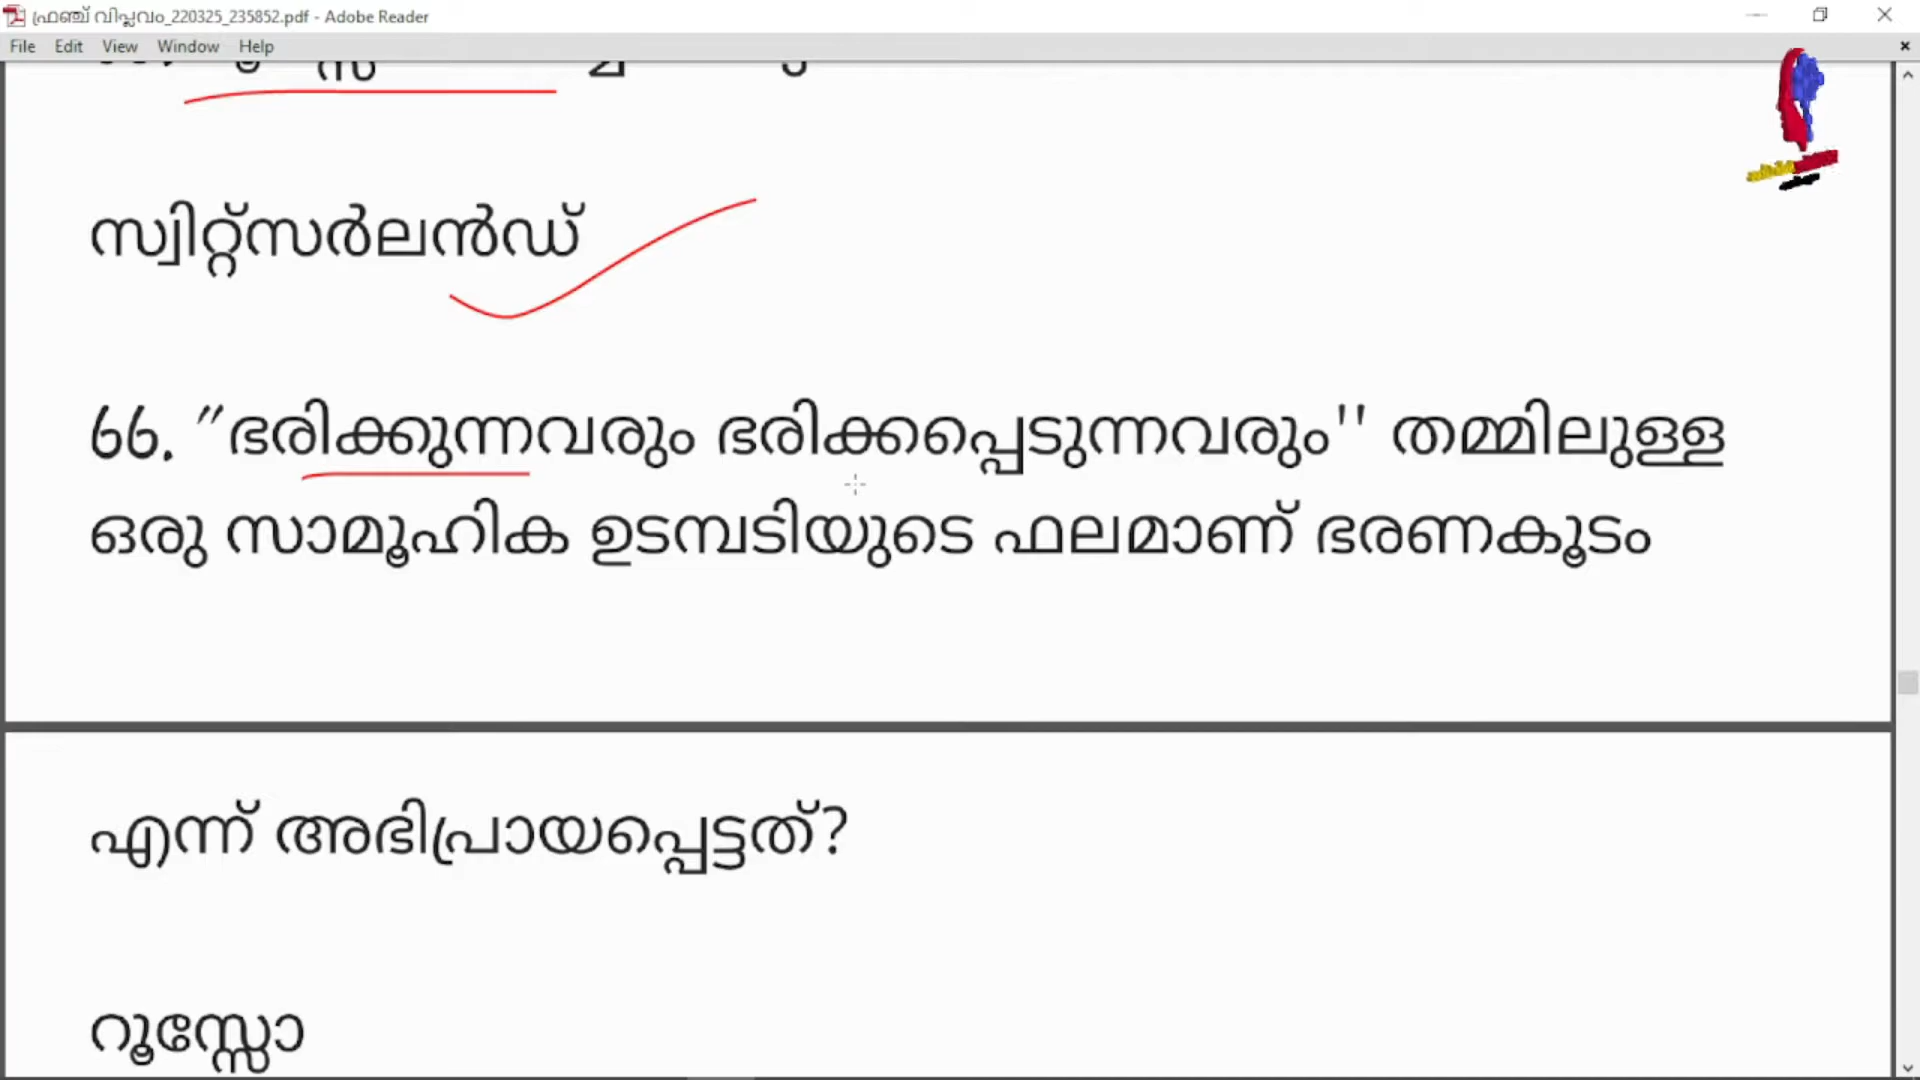 ഫ്രഞ്ച് വിപ്ലവം_220325_235852.pdf - Adobe Reader
File Edit View Window Help
സ്വിറ്റ്സർലൻഡ്
66. "ഭരിക്കുന്നവരും ഭരിക്കപ്പെടുന്നവരും'' തമ്മിലുള്ള
ഒരു സാമൂഹിക ഉടമ്പടിയുടെ ഫലമാണ് ഭരണകൂടം
എന്ന് അഭിപ്രായപ്പെട്ടത്?
റൂസ്സോ